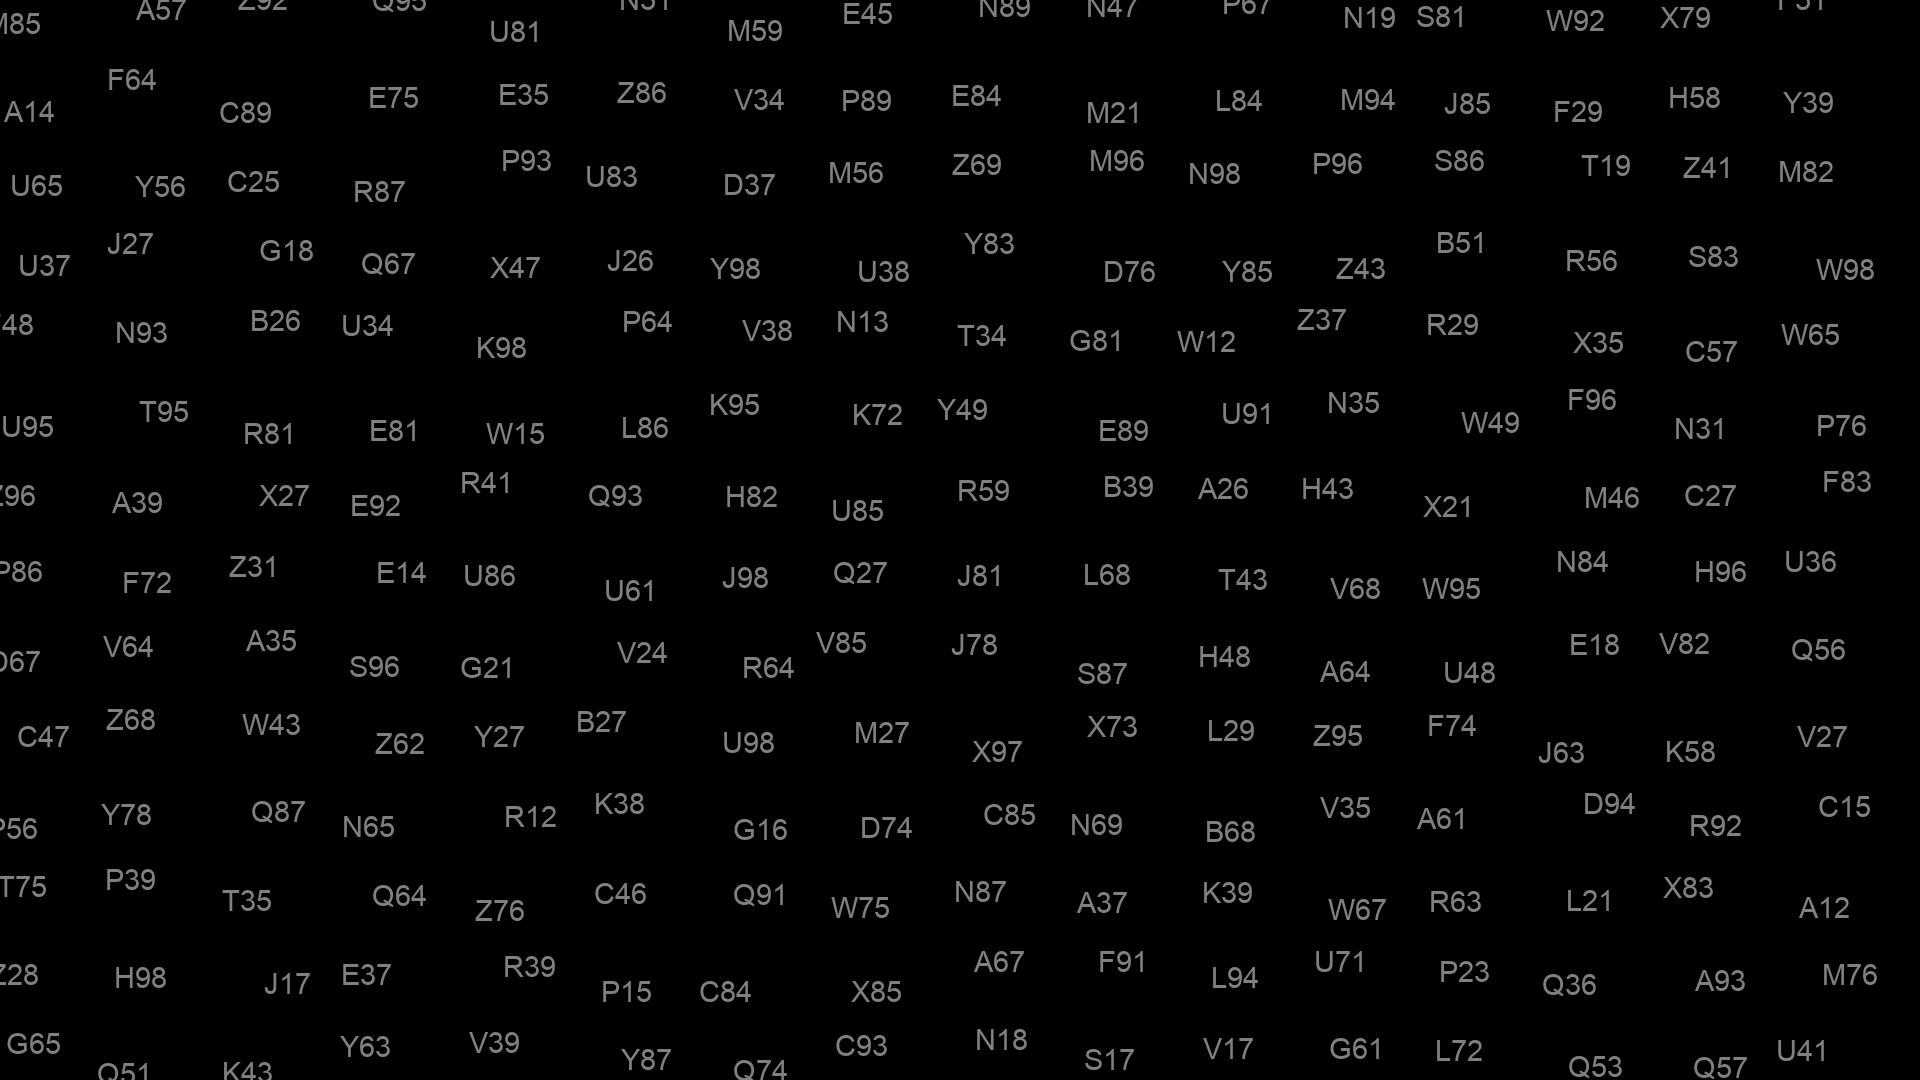 M85 A57 Z92 Q95 U81 N51 M59 E45 N89 N47 P67 N19 S81 W92 X79
A14 F64 C89 E75 E35 Z86 V34 P89 E84 M21 L84 M94 J85 F29 H58 Y39
U65 Y56 C25 R87 P93 U83 D37 M56 Z69 M96 N98 P96 S86 T19 Z41 M82
U37 J27 G18 Q67 X47 J26 Y98 U38 Y83 D76 Y85 Z43 B51 R56 S83 W98
N93 B26 U34 K98 P64 V38 N13 T34 G81 W12 Z37 R29 X35 C57 W65
U95 T95 R81 E81 W15 L86 K95 K72 Y49 E89 U91 N35 W49 F96 N31 P76
Z96 A39 X27 E92 R41 Q93 H82 U85 R59 B39 A26 H43 X21 M46 C27 F83
P86 F72 Z31 E14 U86 U61 J98 Q27 J81 L68 T43 V68 W95 N84 H96 U36
V64 A35 S96 G21 V24 R64 V85 J78 S87 H48 A64 U48 E18 V82 Q56
C47 Z68 W43 Z62 Y27 B27 U98 M27 X97 X73 L29 Z95 F74 J63 K58 V27
P56 Y78 Q87 N65 R12 K38 G16 D74 C85 N69 B68 V35 A61 D94 R92 C15
T75 P39 T35 Q64 Z76 C46 Q91 W75 N87 A37 K39 W67 R63 L21 X83 A12
Z28 H98 J17 E37 R39 P15 C84 X85 A67 F91 L94 U71 P23 Q36 A93 M76
G65 Q51 K43 Y63 V39 Y87 Q74 C93 N18 S17 V17 G61 L72 Q53 Q57 U41